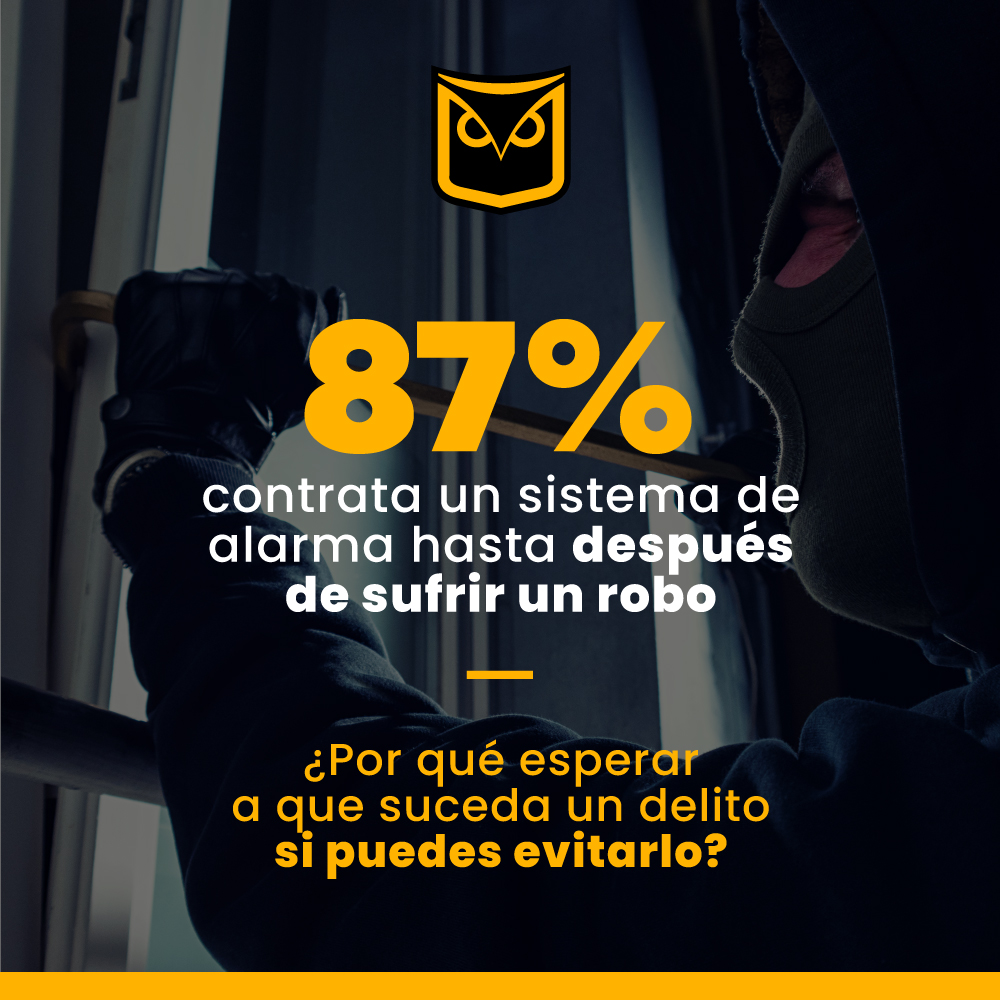 87%
contrata un sistema de
alarma hasta después
de sufrir un robo
¿Por qué esperar
a que suceda un delito
si puedes evitarlo?